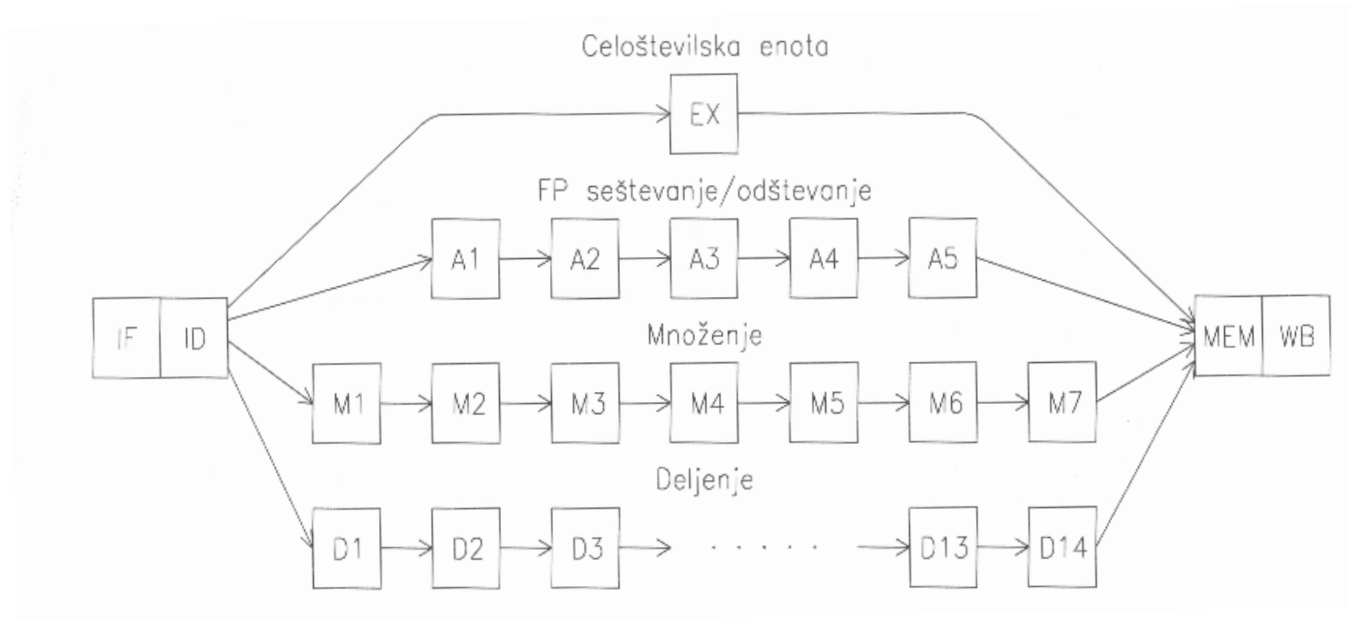 Celoštevilska enota
EX
FP seštevanje/odštevanje
A1 A2 A3 A4 A5
IF ID MEM WB
Množenje
M1 M2 M3 M4 M5 M6 M7
Deljenje
D1 D2 D3 . . . . . D13 D14